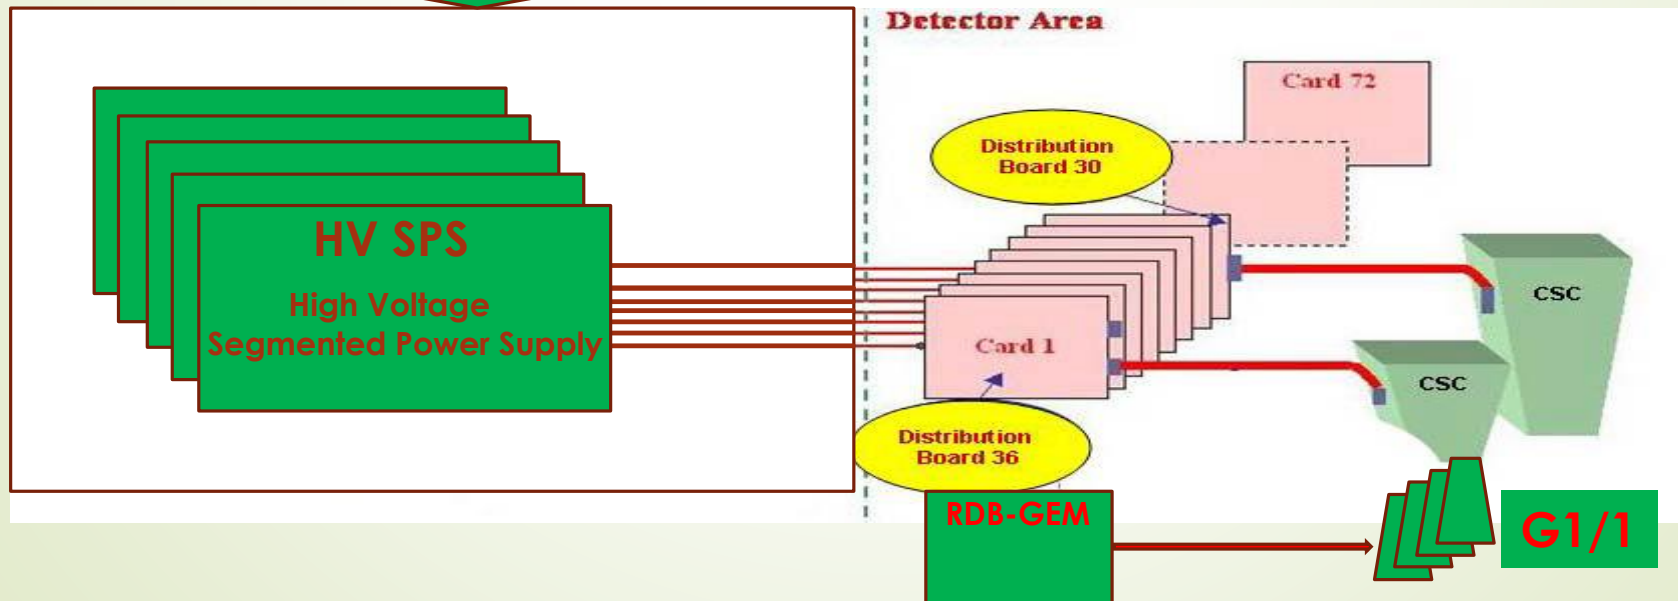 Detector Area
Card 72
Distribution
Board 30
HV SPS
High Voltage
Segmented Power Supply
CSC
Card 1
CSC
Distribution
Board 36
RDB-GEM
G1/1